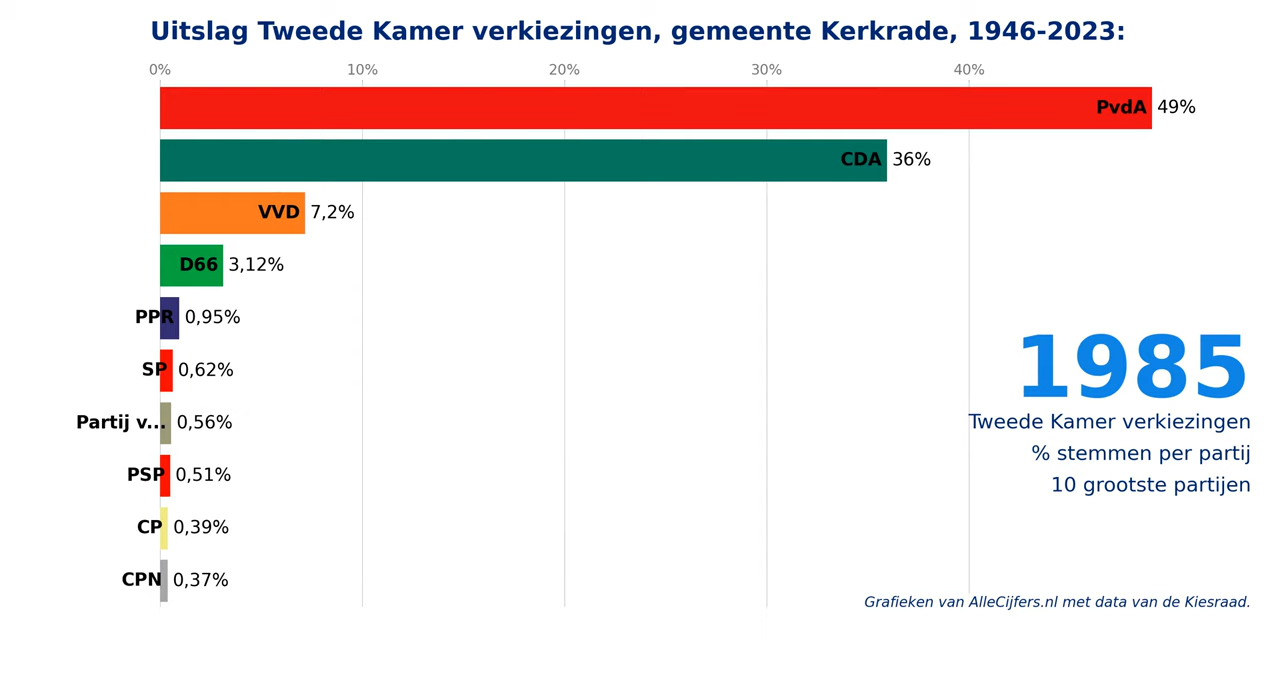 Uitslag Tweede Kamer verkiezingen, gemeente Kerkrade, 1946-2023:
0% 10% 20% 30% 40%
PvdA 49%
CDA 36%
VVD 7,2%
D66 3,12%
PPR 0,95%
SP 0,62%
Partij v... 0,56%
PSP 0,51%
CP 0,39%
CPN 0,37%
1985
Tweede Kamer verkiezingen
% stemmen per partij
10 grootste partijen
Grafieken van AlleCijfers.nl met data van de Kiesraad.